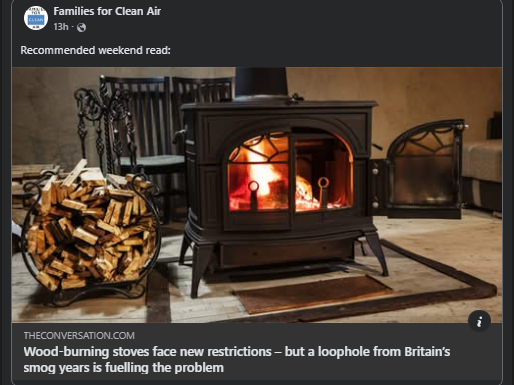 Families for Clean Air
13h ·
Recommended weekend read:
THECONVERSATION.COM
Wood-burning stoves face new restrictions – but a loophole from Britain's
smog years is fuelling the problem